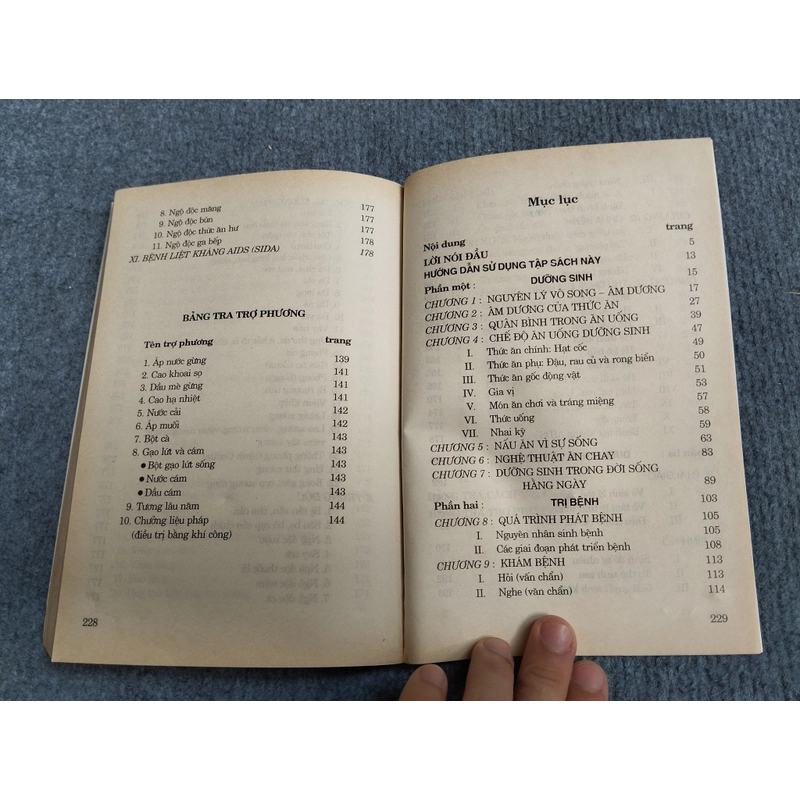 8. Ngộ độc măng 177
9. Ngộ độc bún 177
10. Ngộ độc thức ăn hư 177
11. Ngộ độc ga bếp 178
XI. BỆNH LIỆT KHÁNG AIDS (SIDA) 178
BẢNG TRA TRỢ PHƯƠNG
Tên trợ phương trang
1. Áp nước gừng 139
2. Cao khoai sọ 141
3. Dầu mè gừng 141
4. Cao hạ nhiệt 141
5. Nước cải 142
6. Áp muối 142
7. Bột cà 143
8. Gạo lứt và cám 143
● Bột gạo lứt sống 143
● Nước cám 143
● Dầu cám 143
9. Tương lâu năm 144
10. Chưởng liệu pháp 144
(điều trị bằng khí công)
228
Mục lục
Nội dung trang
LỜI NÓI ĐẦU 5
HƯỚNG DẪN SỬ DỤNG TẬP SÁCH NÀY 13
Phần một : DƯỠNG SINH 15
CHƯƠNG 1 : NGUYÊN LÝ VÔ SONG – ÂM DƯƠNG 17
CHƯƠNG 2 : ÂM DƯƠNG CỦA THỨC ĂN 27
CHƯƠNG 3 : QUÂN BÌNH TRONG ĂN UỐNG 39
CHƯƠNG 4 : CHẾ ĐỘ ĂN UỐNG DƯỠNG SINH 47
I. Thức ăn chính: Hạt cốc 49
II. Thức ăn phụ: Đậu, rau củ và rong biển 50
III. Thức ăn gốc động vật 51
IV. Gia vị 53
V. Món ăn chơi và tráng miệng 57
VI. Thức uống 58
VII. Nhai kỹ 59
CHƯƠNG 5 : NẤU ĂN VÌ SỰ SỐNG 63
CHƯƠNG 6 : NGHỆ THUẬT ĂN CHAY 83
CHƯƠNG 7 : DƯỠNG SINH TRONG ĐỜI SỐNG
HÀNG NGÀY 89
Phần hai : TRỊ BỆNH 103
CHƯƠNG 8 : QUÁ TRÌNH PHÁT BỆNH 105
I. Nguyên nhân sinh bệnh 105
II. Các giai đoạn phát triển bệnh 108
CHƯƠNG 9 : KHÁM BỆNH 113
I. Hỏi (vấn chẩn) 113
II. Nghe (văn chẩn) 114
229